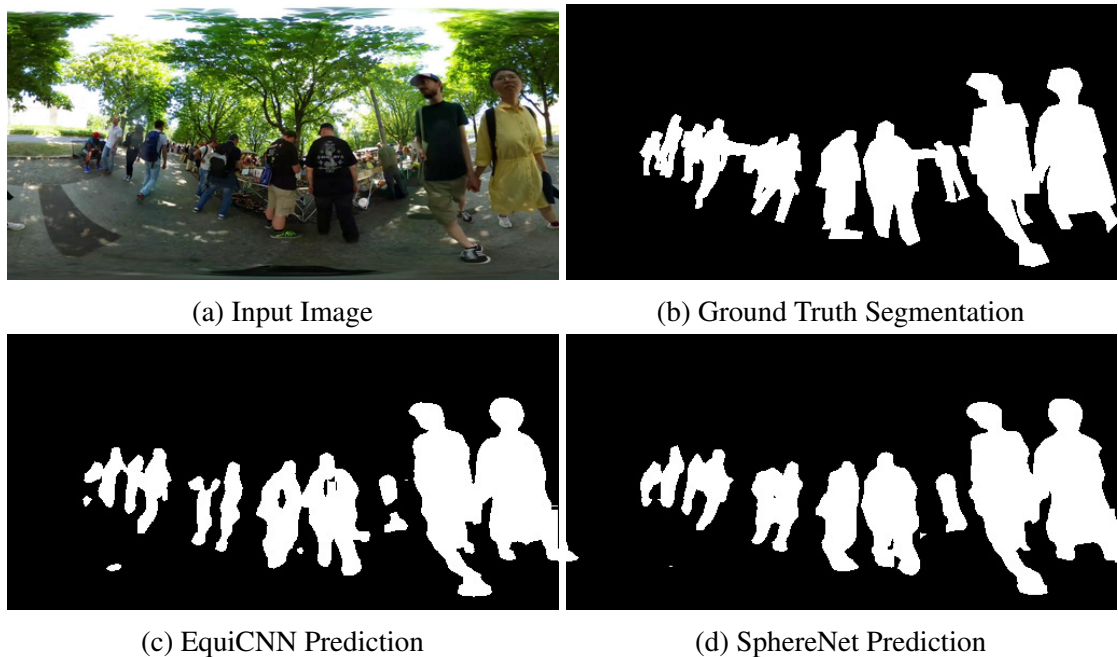 (a) Input Image
(b) Ground Truth Segmentation
(c) EquiCNN Prediction
(d) SphereNet Prediction